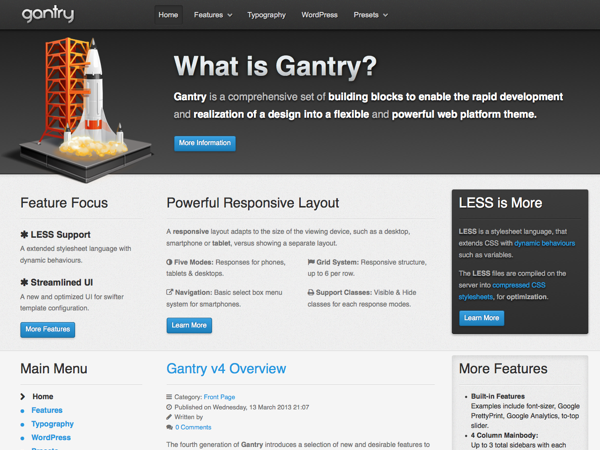 gantry
Home Features Typography WordPress Presets
What is Gantry?
Gantry is a comprehensive set of building blocks to enable the rapid development
and realization of a design into a flexible and powerful web platform theme.
More Information
Feature Focus
LESS Support
A extended stylesheet language with
dynamic behaviours.
Streamlined UI
A new and optimized UI for swifter
template configuration.
More Features
Powerful Responsive Layout
A responsive layout adapts to the size of the viewing device, such as a desktop,
smartphone or tablet, versus showing a separate layout.
Five Modes: Responses for phones,
tablets & desktops.
Grid System: Responsive structure,
up to 6 per row.
Navigation: Basic select box menu
system for smartphones.
Support Classes: Visible & Hide
classes for each response modes.
Learn More
LESS is More
LESS is a stylesheet language, that
extends CSS with dynamic behaviours
such as variables.
The LESS files are compiled on the
server into compressed CSS
stylesheets, for optimization.
Learn More
Main Menu
Home
Features
Typography
WordPress
Presets
Gantry v4 Overview
Category: Front Page
Published on Wednesday, 13 March 2013 21:07
Written by
0 Comments
The fourth generation of Gantry introduces a selection of new and desirable features to
More Features
Built-in Features
Examples include font-sizer, Google
PrettyPrint, Google Analytics, to-top
slider.
4 Column Mainbody:
Up to 3 total sidebars with each